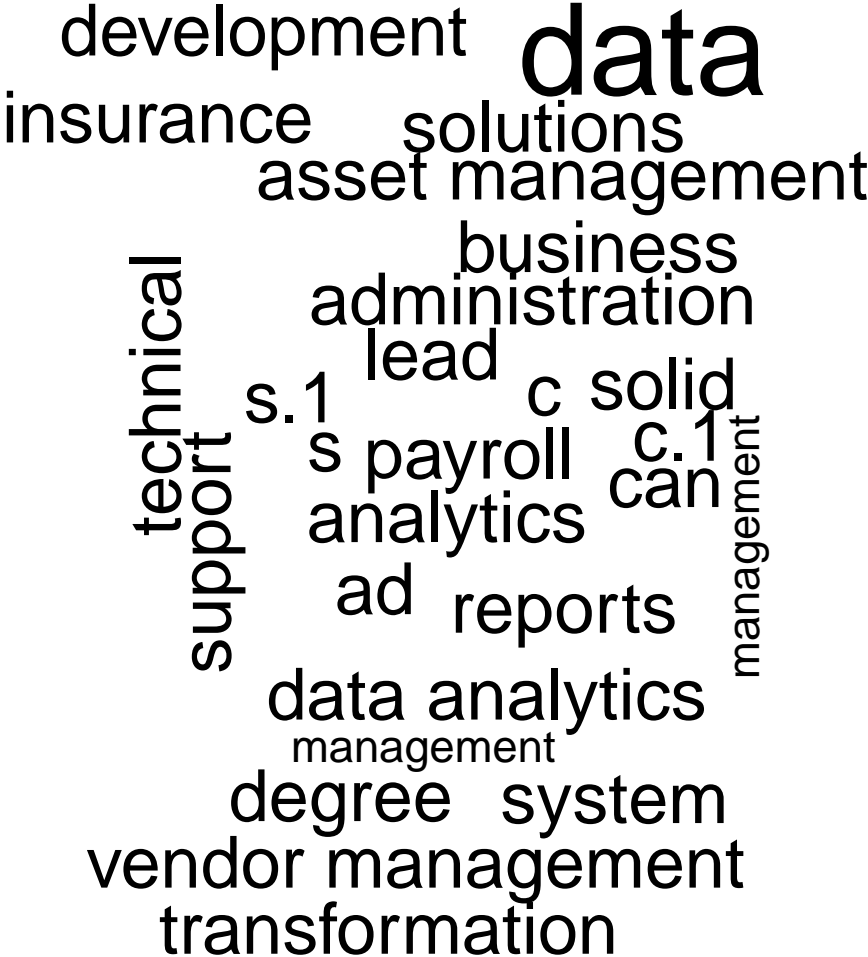 development
data
insurance
solutions
asset management
business
administration
technical
lead
solid
s.1
c
c.1
s
payroll
can
management
support
analytics
ad
reports
data analytics
management
degree
system
vendor management
transformation